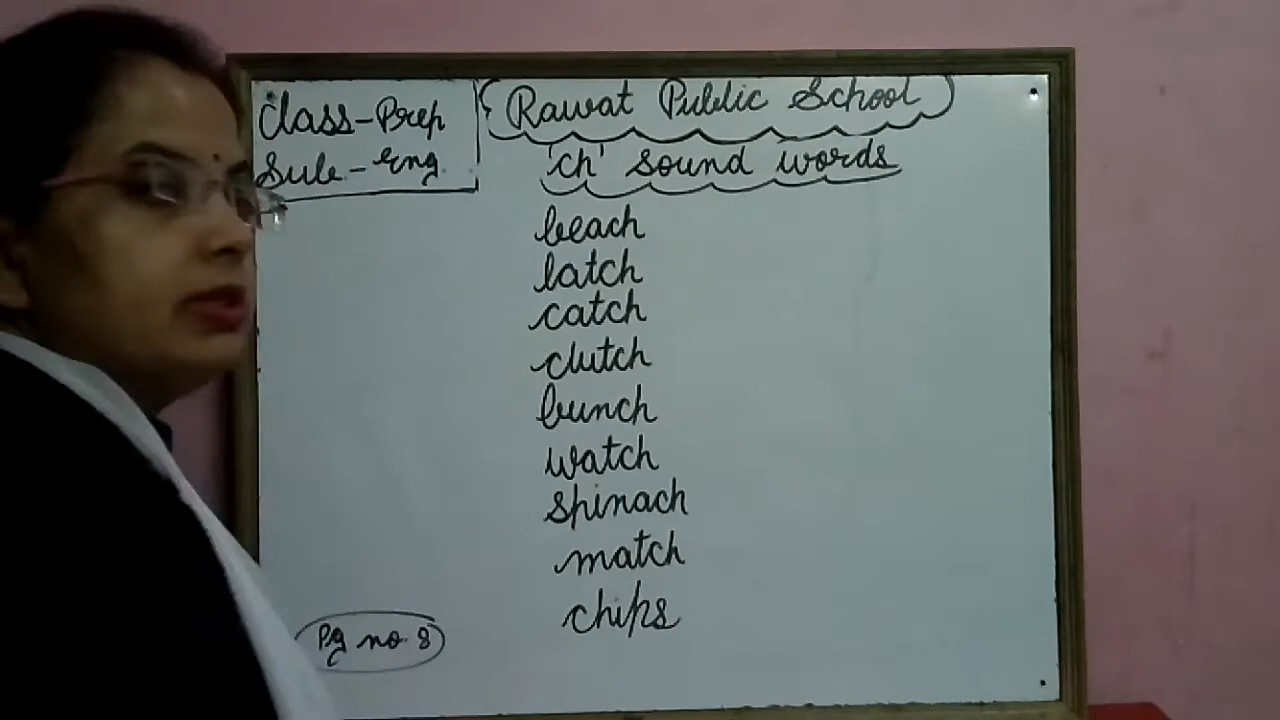 Class-Prep
Sub-Eng.
Rawat Public School
'ch' sound words
beach
latch
catch
clutch
bunch
watch
spinach
match
chips
Pg no 8